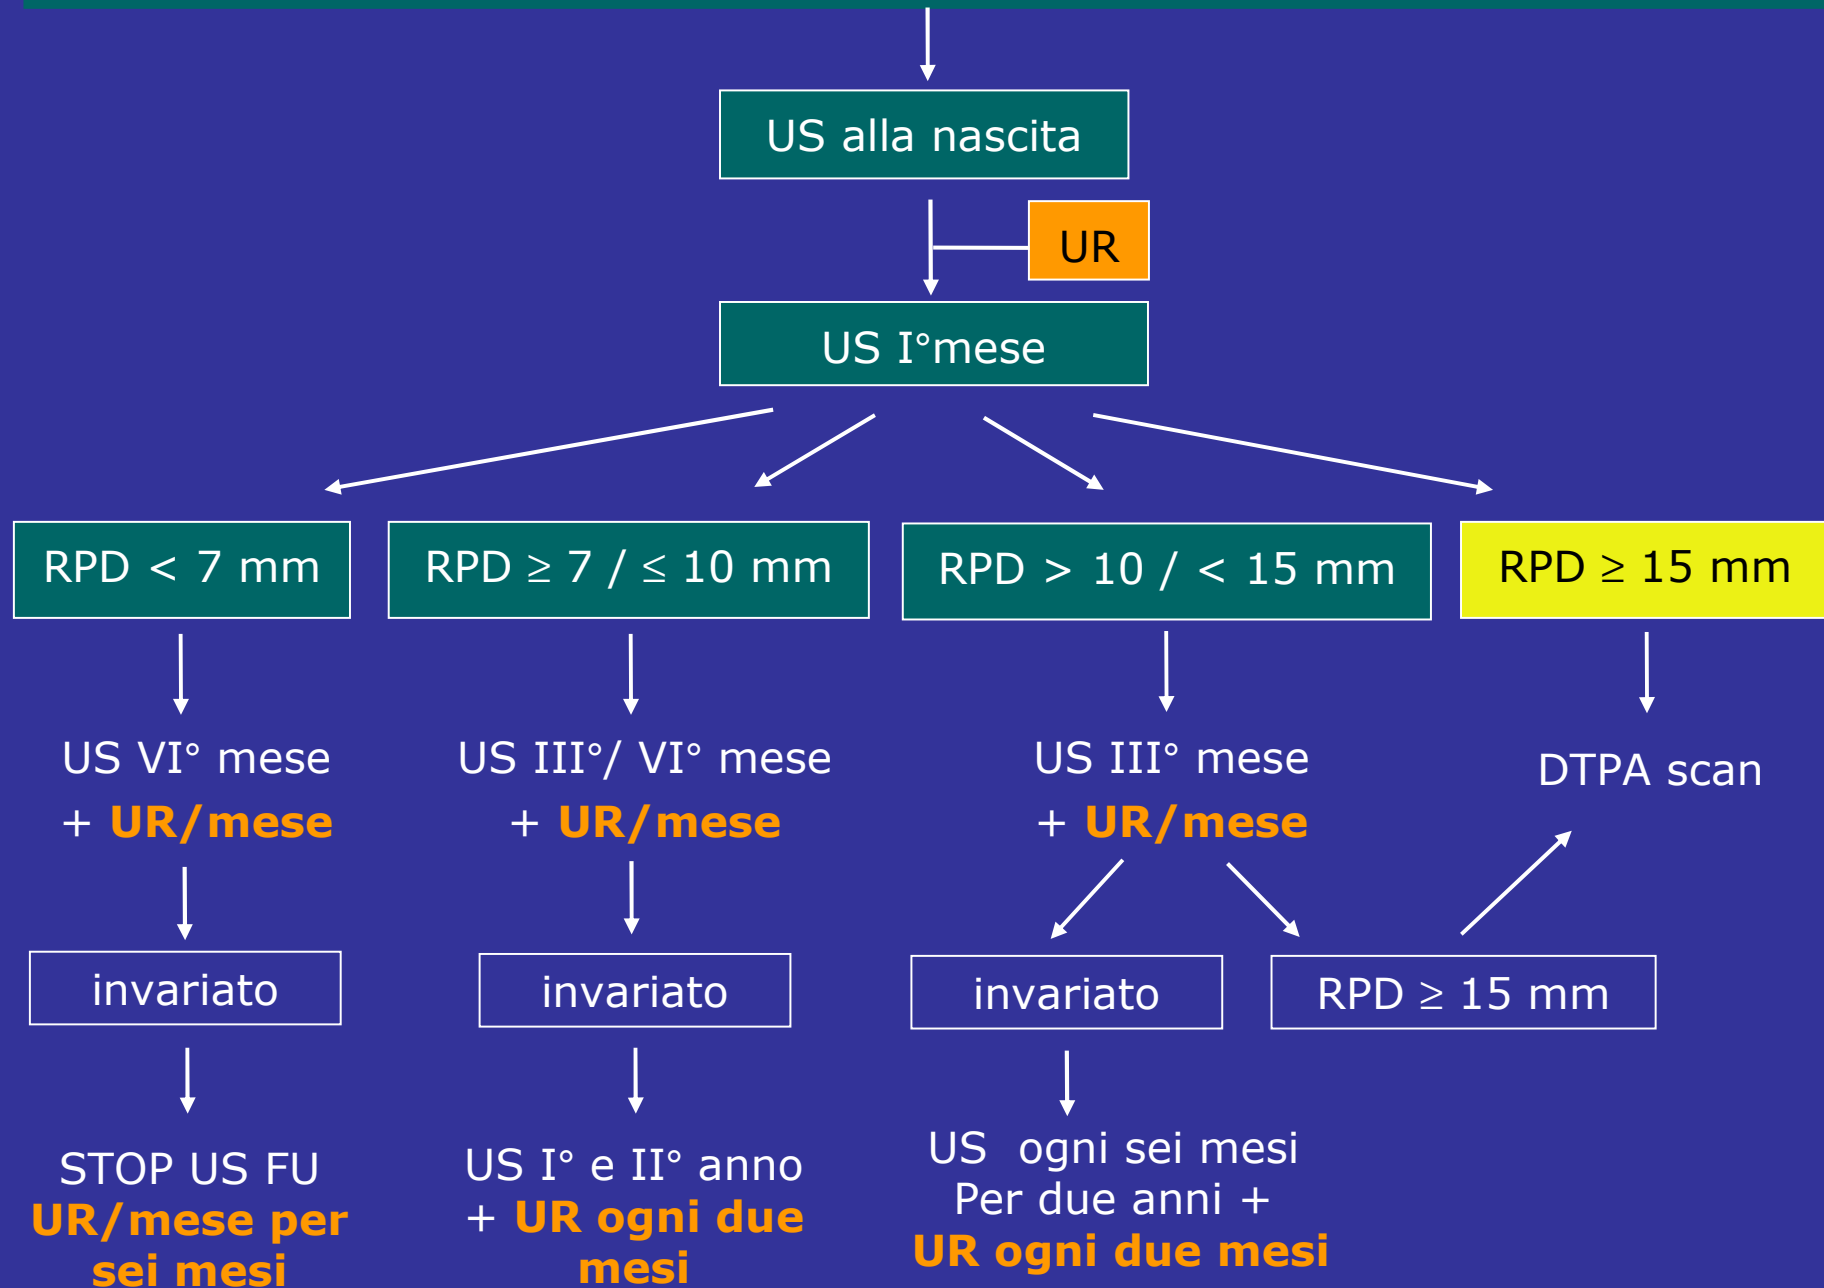 US alla nascita
UR
US I°mese
RPD < 7 mm
RPD ≥ 7 / ≤ 10 mm
RPD > 10 / < 15 mm
RPD ≥ 15 mm
US VI° mese
+ UR/mese
US III°/ VI° mese
+ UR/mese
US III° mese
+ UR/mese
DTPA scan
invariato
invariato
invariato
RPD ≥ 15 mm
STOP US FU
UR/mese per
sei mesi
US I° e II° anno
+ UR ogni due
mesi
US ogni sei mesi
Per due anni +
UR ogni due mesi